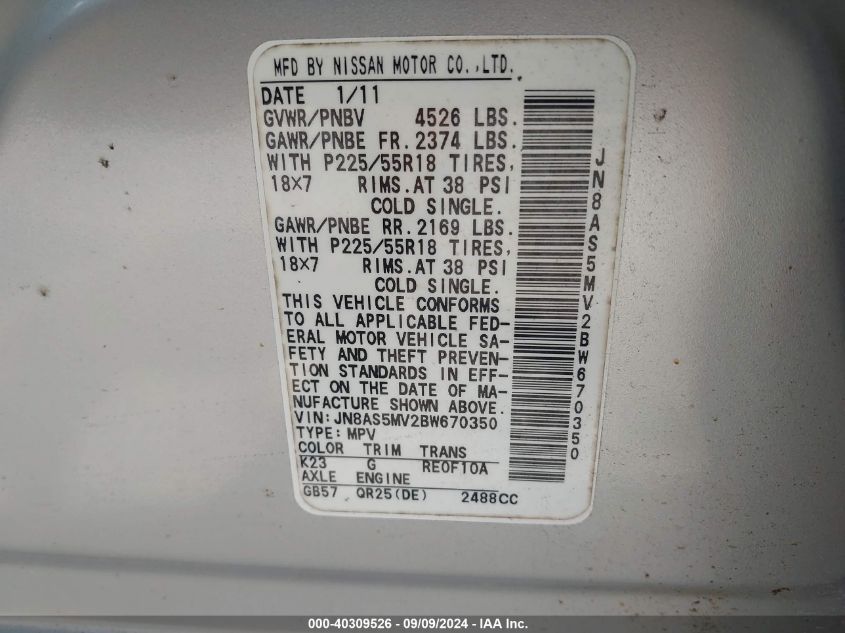 MFD BY NISSAN MOTOR CO.,LTD.
DATE 1/11
GVWR/PNBV 4526 LBS.
GAWR/PNBE FR. 2374 LBS.
WITH P225/55R18 TIRES,
18×7 RIMS.AT 38 PSI
COLD SINGLE.
GAWR/PNBE RR. 2169 LBS.
WITH P225/55R18 TIRES,
18×7 RIMS.AT 38 PSI
COLD SINGLE.
THIS VEHICLE CONFORMS
TO ALL APPLICABLE FED-
ERAL MOTOR VEHICLE SA-
FETY AND THEFT PREVEN-
TION STANDARDS IN EFF-
ECT ON THE DATE OF MA-
NUFACTURE SHOWN ABOVE.
VIN: JN8AS5MV2BW670350
TYPE: MPV
COLOR TRIM TRANS
K23 G RE0F10A
AXLE ENGINE
GB57 QR25(DE) 2488CC
JN8AS5MV2BW670350
000-40309526 - 09/09/2024 - IAA Inc.